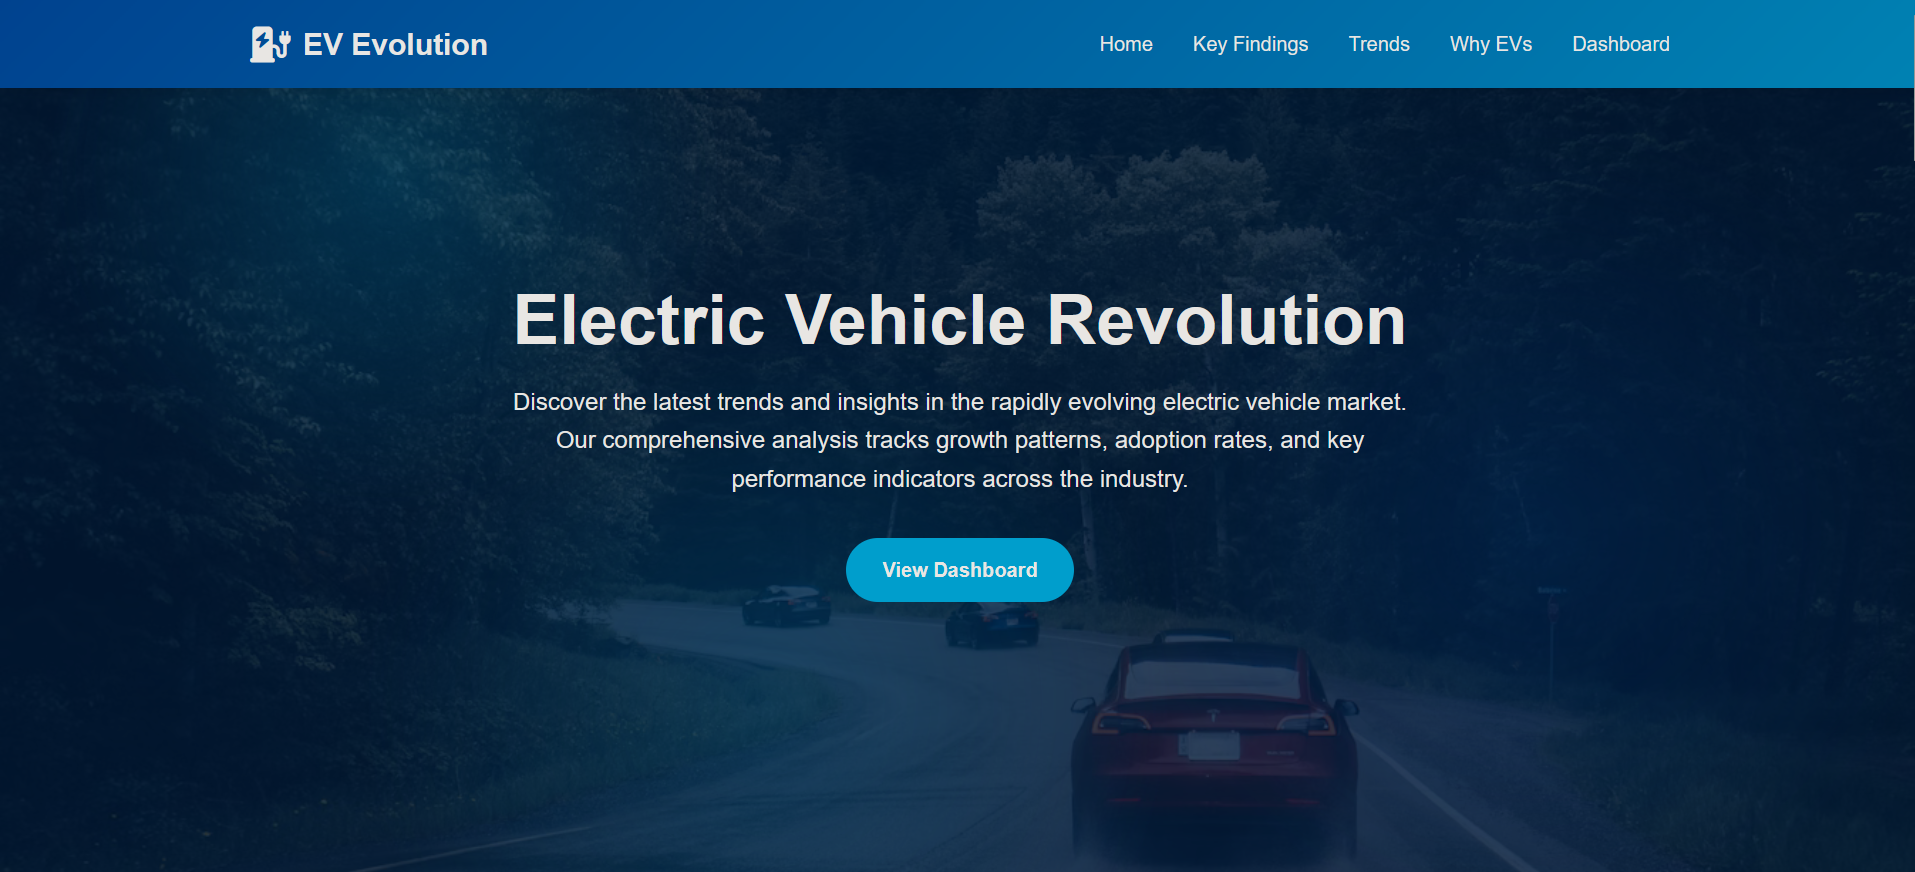 EV Evolution
Home Key Findings Trends Why EVs Dashboard
Electric Vehicle Revolution
Discover the latest trends and insights in the rapidly evolving electric vehicle market.
Our comprehensive analysis tracks growth patterns, adoption rates, and key
performance indicators across the industry.
View Dashboard